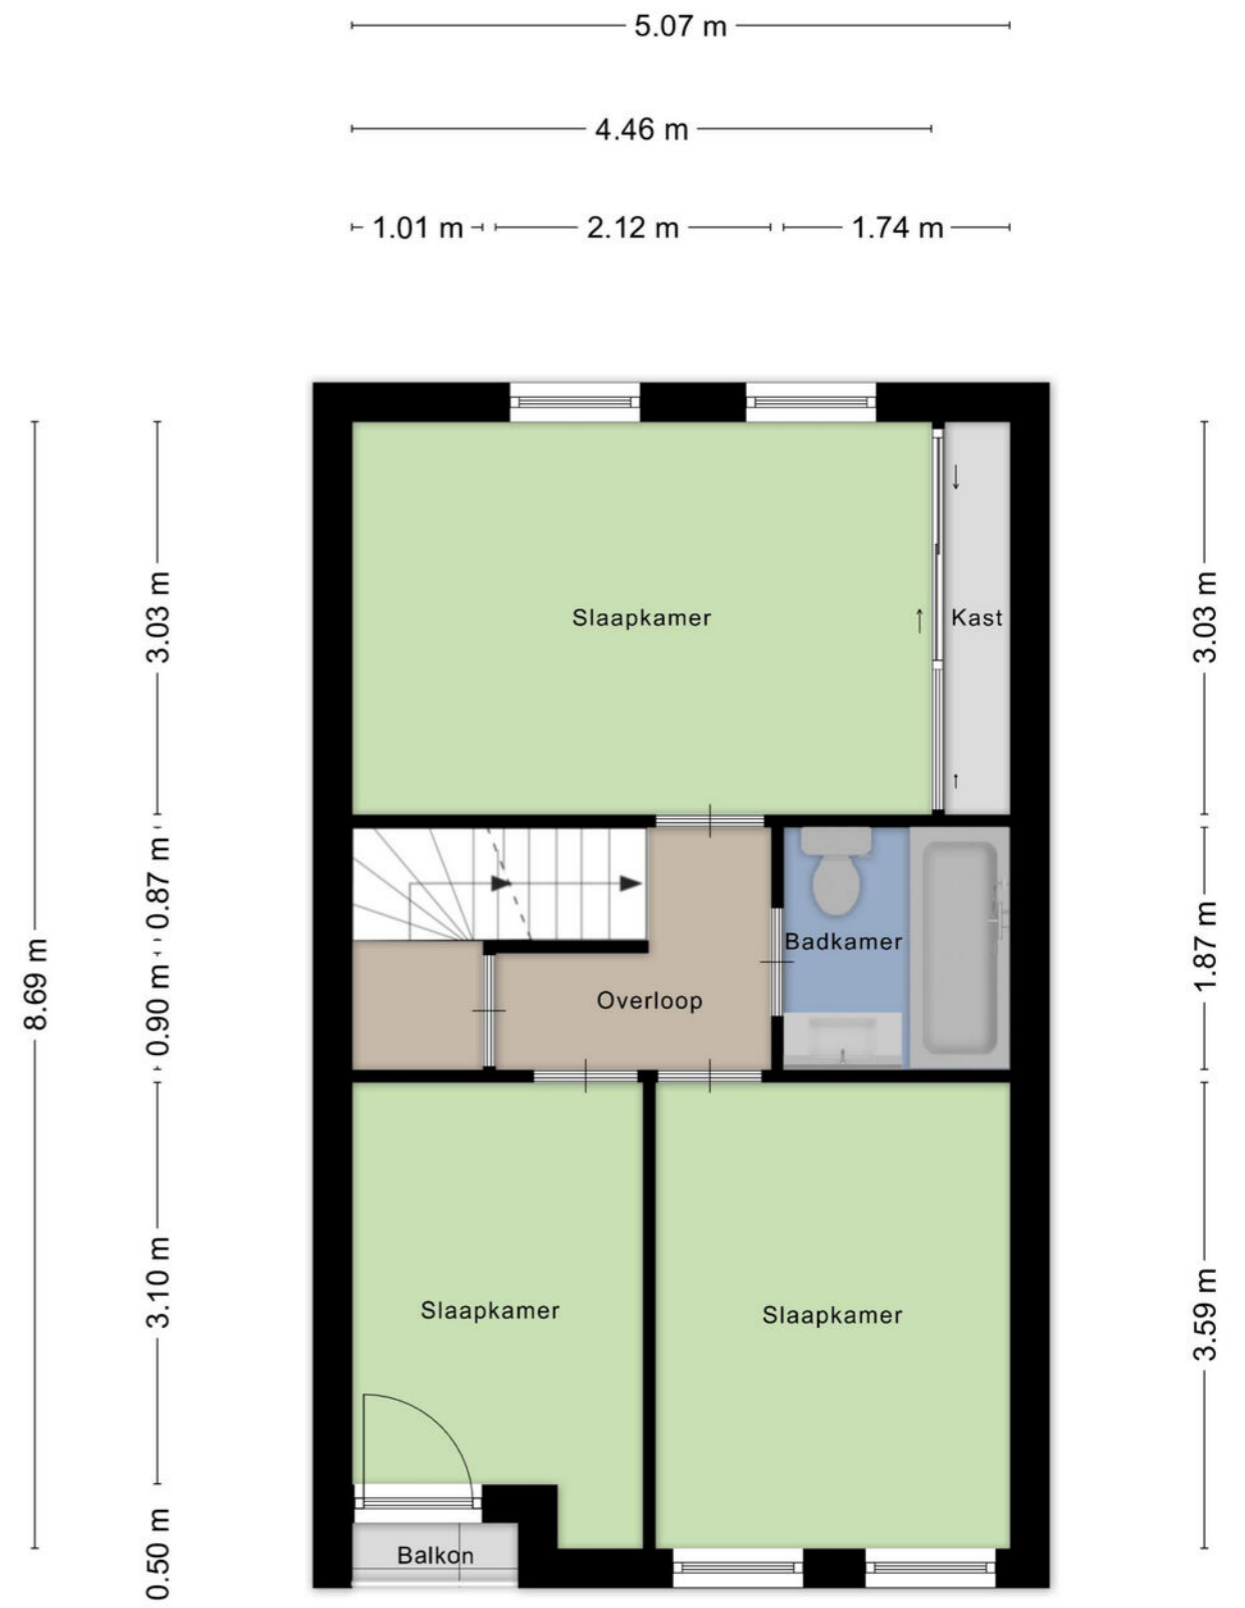 5.07 m
4.46 m
1.01 m
2.12 m
1.74 m
8.69 m
3.03 m
0.87 m
0.90 m
3.10 m
0.50 m
Slaapkamer
Kast
Badkamer
Overloop
Slaapkamer
Slaapkamer
Balkon
3.03 m
1.87 m
3.59 m